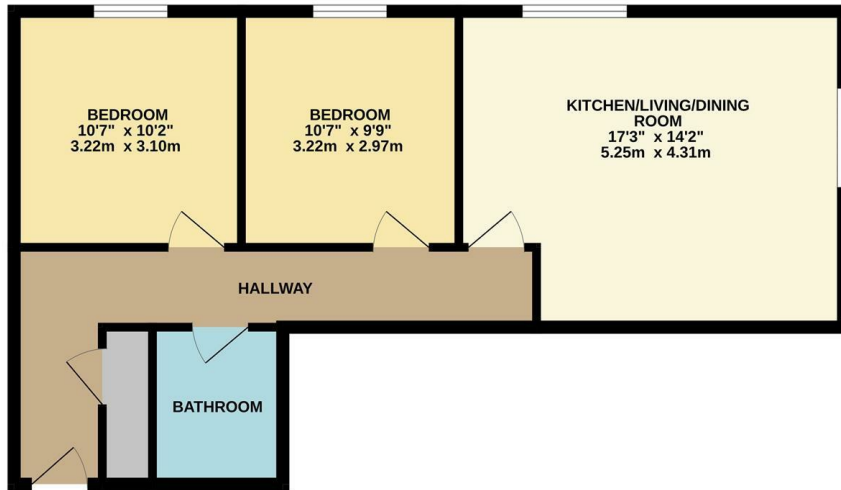 BEDROOM
10'7" x 10'2"
3.22m x 3.10m
BEDROOM
10'7" x 9'9"
3.22m x 2.97m
KITCHEN/LIVING/DINING
ROOM
17'3" x 14'2"
5.25m x 4.31m
HALLWAY
BATHROOM